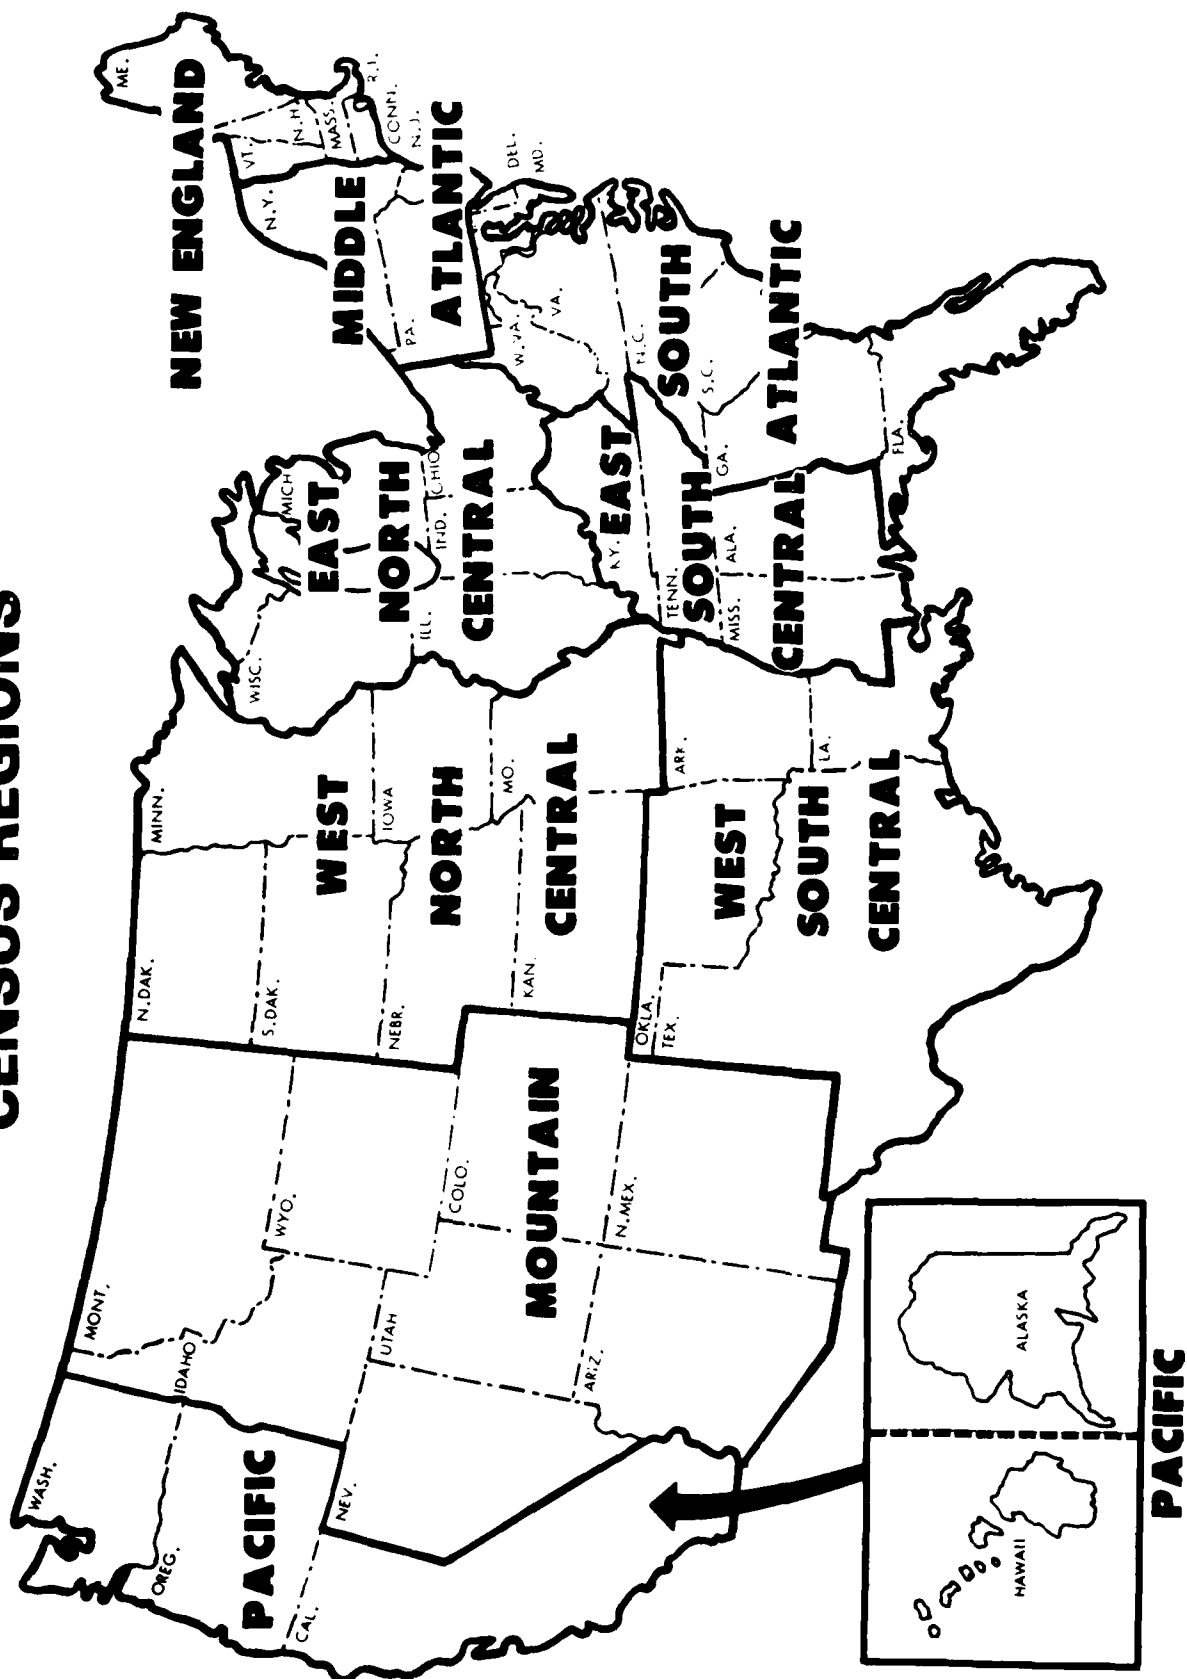 CENSUS REGIONS
NEW ENGLAND
ME.
VT.
N.H.
MASS.
R.I.
CONN.
N.J.
N.Y.
MIDDLE
ATLANTIC
PA.
DEL.
MD.
W.VA.
VA.
N.C.
S.C.
GA.
FLA.
SOUTH
ATLANTIC
MICH
WISC.
ILL.
IND.
OHIO
EAST
NORTH
CENTRAL
KY.
TENN.
MISS.
ALA.
EAST
SOUTH
CENTRAL
MINN.
N.DAK.
S.DAK.
IOWA
NEBR.
MO.
KAN.
WEST
NORTH
CENTRAL
ARK.
LA.
OKLA.
TEX.
WEST
SOUTH
CENTRAL
MONT.
IDAHO
WYO.
COLO.
UTAH
N.MEX.
ARIZ.
NEV.
MOUNTAIN
WASH.
OREG.
CAL.
PACIFIC
HAWAII
ALASKA
PACIFIC